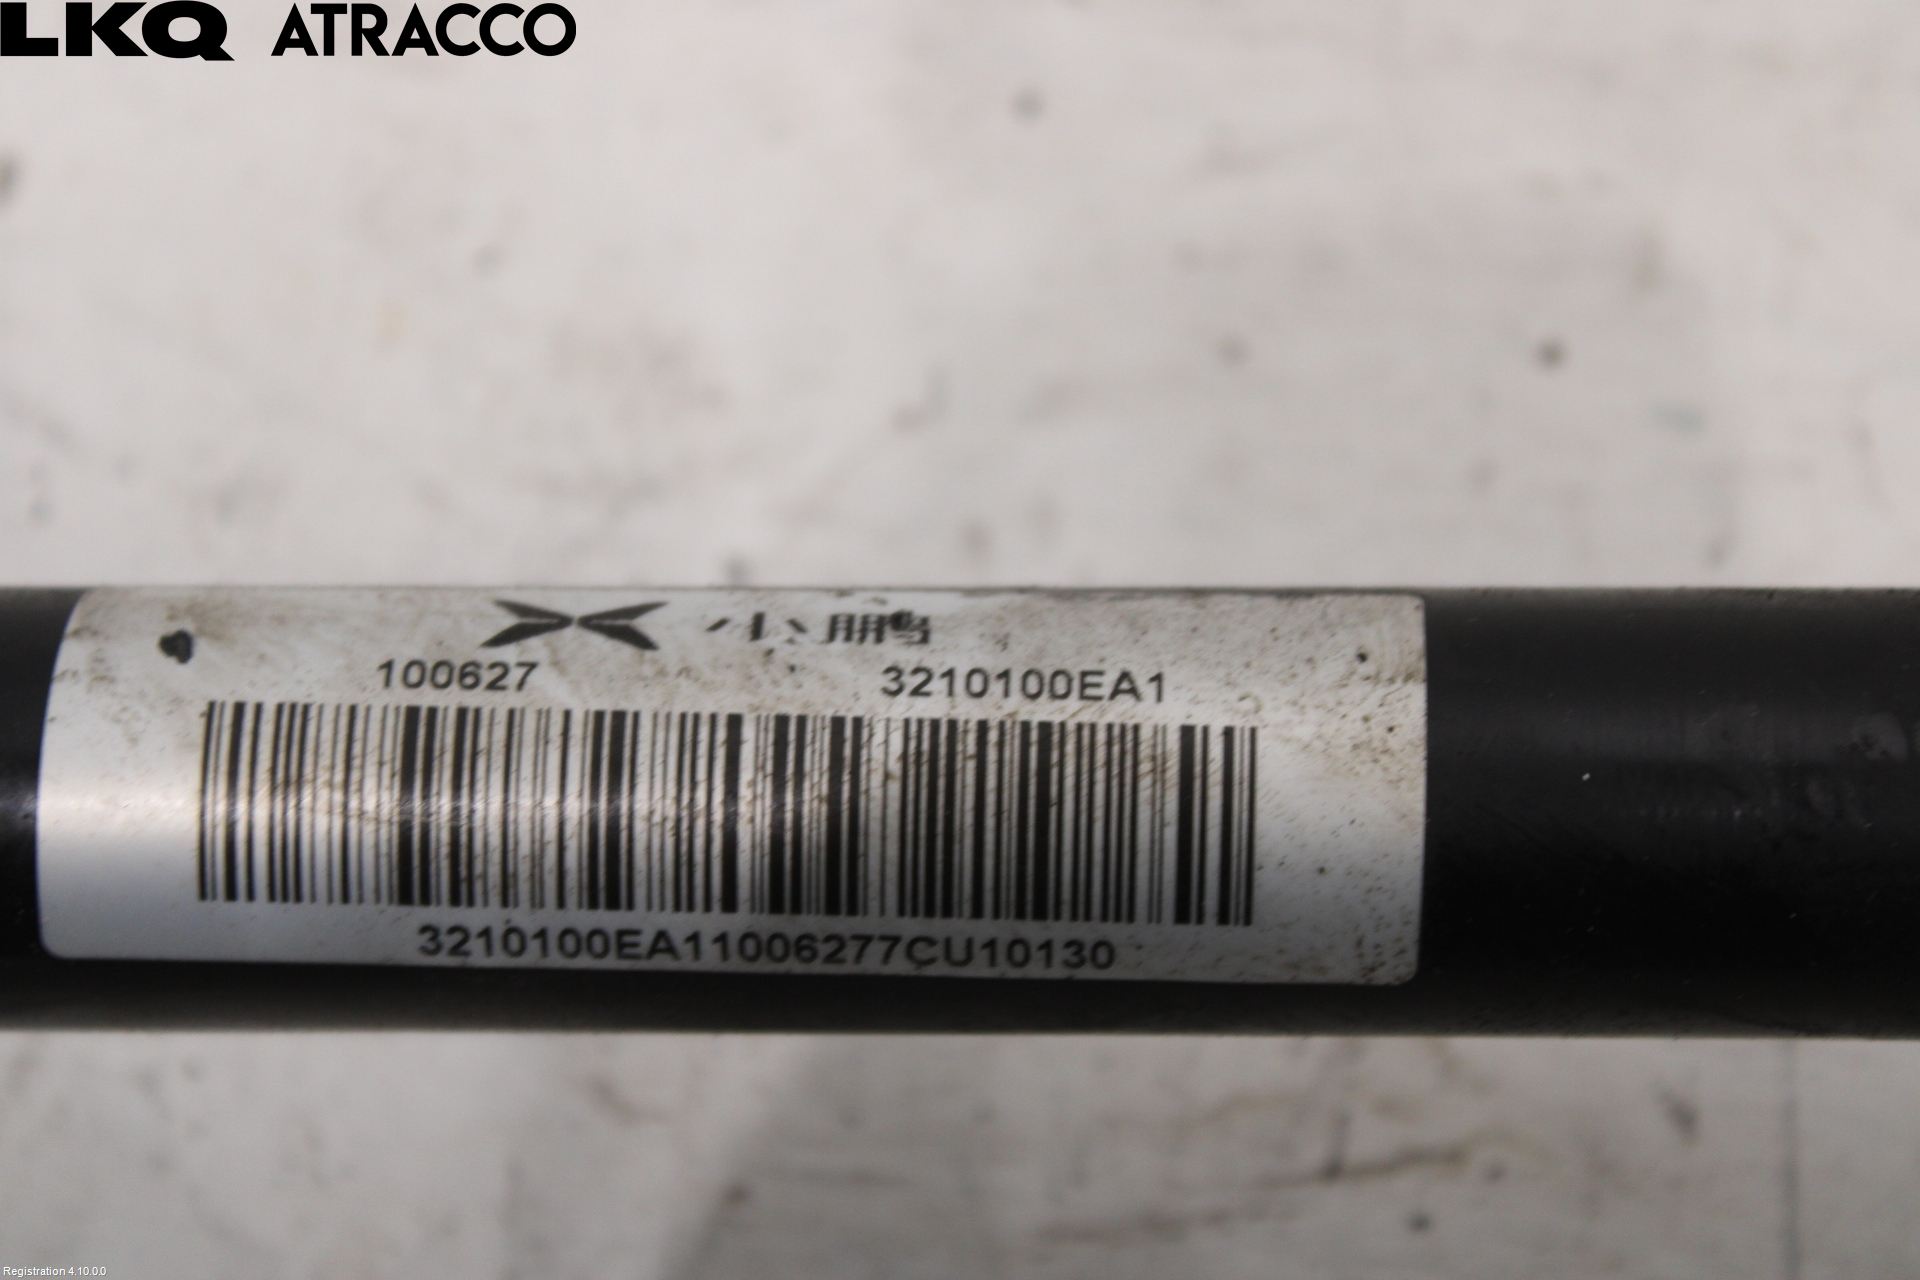 LKQ ATRACCO
小鹏
100627 3210100EA1
3210100EA11006277CU10130
Registration 4.10.0.0